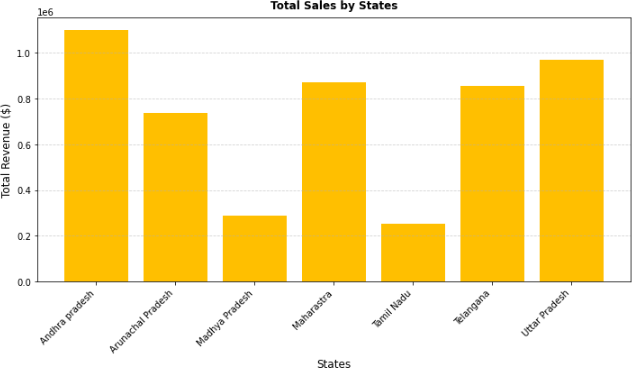 Total Sales by States
1e6
Total Revenue ($)
1.0
0.8
0.6
0.4
0.2
0.0
Andhra pradesh
Arunachal Pradesh
Madhya Pradesh
Maharastra
Tamil Nadu
Telangana
Uttar Pradesh
States